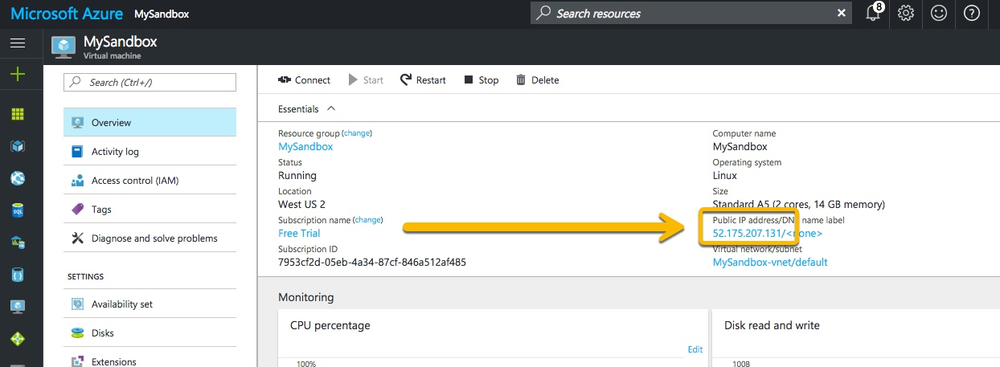 Microsoft Azure MySandbox
Search resources
8
MySandbox
Virtual machine
Search (Ctrl+/)
Overview
Activity log
Access control (IAM)
Tags
Diagnose and solve problems
SETTINGS
Availability set
Disks
Extensions
Connect Start Restart Stop Delete
Essentials
Resource group (change)
MySandbox
Status
Running
Location
West US 2
Subscription name (change)
Free Trial
Subscription ID
7953cf2d-05eb-4a34-87cf-846a512af485
Computer name
MySandbox
Operating system
Linux
Size
Standard A5 (2 cores, 14 GB memory)
Public IP address/DN name label
52.175.207.131/<none>
Virtual network/subnet
MySandbox-vnet/default
Monitoring
CPU percentage
Edit
100%
Disk read and write
100B